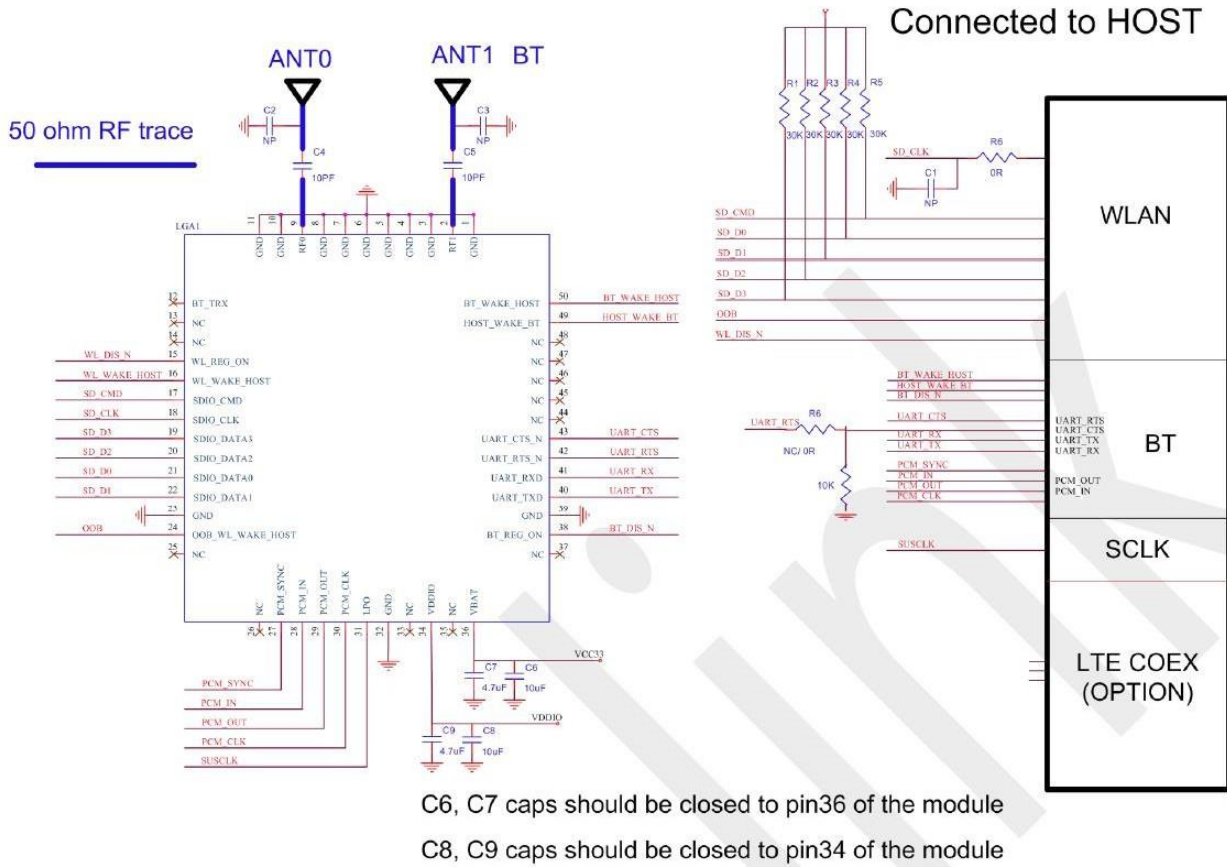 Connected to HOST
ANT0
ANT1 BT
50 ohm RF trace
C2
NP
C3
NP
C4
10PF
C5
10PF
R1
R2
R3
R4
R5
30K
30K
30K
30K
30K
SD_CLK
R6
0R
C1
NP
SD_CMD
SD_D0
SD_D1
SD_D2
SD_D3
OOB
WL_DIS_N
WLAN
BT_WAKE_HOST
HOST_WAKE_BT
BT_DIS_N
UART_CTS
UART_RTS
R6
NC/ 0R
10K
UART_RX
UART_TX
PCM_SYNC
PCM_IN
PCM_OUT
PCM_CLK
UART_RTS
UART_CTS
UART_TX
UART_RX
PCM_OUT
PCM_IN
BT
SUSCLK
SCLK
LTE COEX
(OPTION)
LGA1
11 GND
10 GND
9 RF0
8 GND
7 GND
6 GND
5 GND
4 GND
3 GND
2 RF1
1 GND
12 BT_TRX
13 NC
14 NC
WL_DIS_N 15 WL_REG_ON
WL_WAKE_HOST 16 WL_WAKE_HOST
SD_CMD 17 SDIO_CMD
SD_CLK 18 SDIO_CLK
SD_D3 19 SDIO_DATA3
SD_D2 20 SDIO_DATA2
SD_D0 21 SDIO_DATA0
SD_D1 22 SDIO_DATA1
23 GND
OOB 24 OOB_WL_WAKE_HOST
25 NC
BT_WAKE_HOST 50 BT_WAKE_HOST
HOST_WAKE_BT 49 HOST_WAKE_BT
NC 48
NC 47
NC 46
NC 45
NC 44
UART_CTS_N 43 UART_CTS
UART_RTS_N 42 UART_RTS
UART_RXD 41 UART_RX
UART_TXD 40 UART_TX
GND 39
BT_REG_ON 38 BT_DIS_N
NC 37
NC 26
PCM_SYNC 27
PCM_IN 28
PCM_OUT 29
PCM_CLK 30
LPO 31
GND 32
NC 33
VDDIO 34
NC 35
VBAT 36
PCM_SYNC
PCM_IN
PCM_OUT
PCM_CLK
SUSCLK
VCC33
C7
4.7uF
C6
10uF
VDDIO
C9
4.7uF
C8
10uF
C6, C7 caps should be closed to pin36 of the module
C8, C9 caps should be closed to pin34 of the module
link